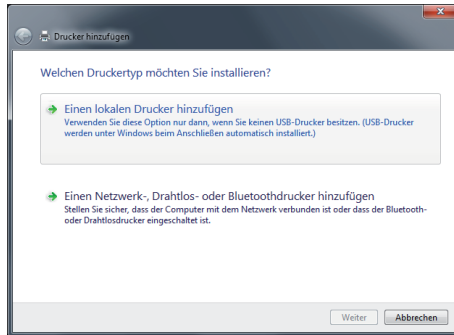 Drucker hinzufügen
Welchen Druckertyp möchten Sie installieren?
Einen lokalen Drucker hinzufügen
Verwenden Sie diese Option nur dann, wenn Sie keinen USB-Drucker besitzen. (USB-Drucker
werden unter Windows beim Anschließen automatisch installiert.)
Einen Netzwerk-, Drahtlos- oder Bluetoothdrucker hinzufügen
Stellen Sie sicher, dass der Computer mit dem Netzwerk verbunden ist oder dass der Bluetooth-
oder Drahtlosdrucker eingeschaltet ist.
Weiter Abbrechen